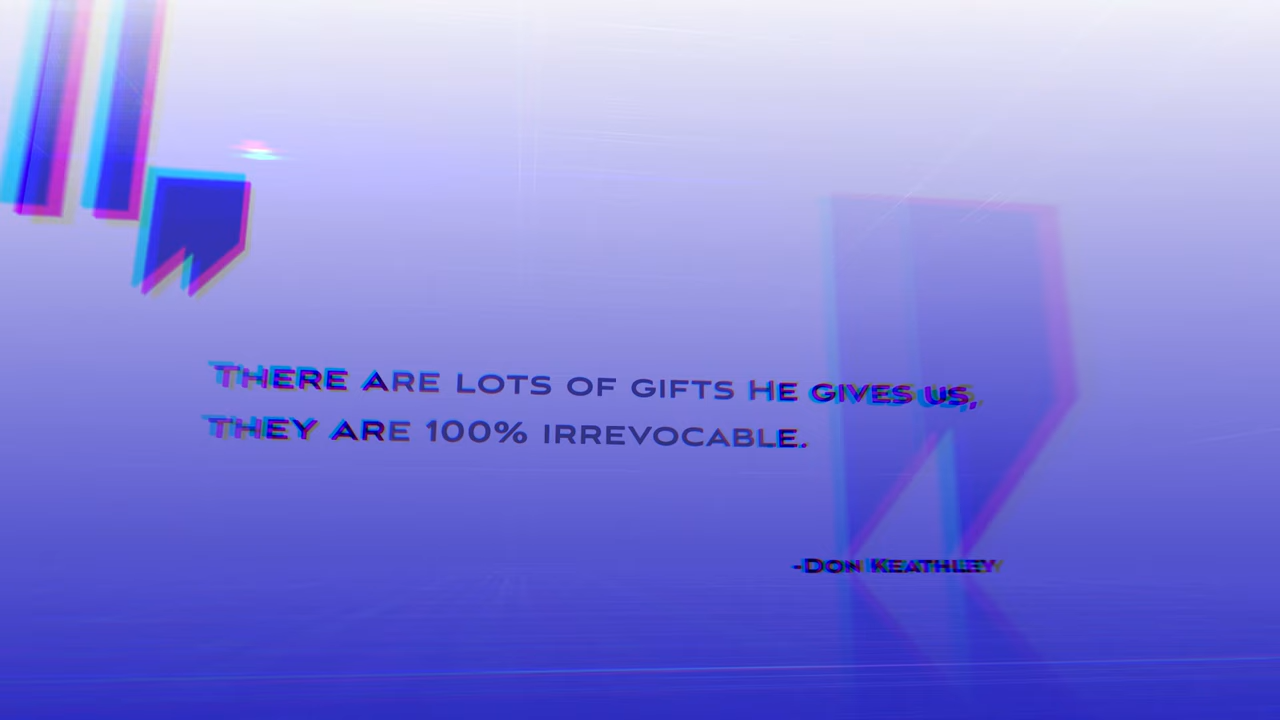 There are lots of gifts He gives us,
they are 100% irrevocable.
-Don Keathley